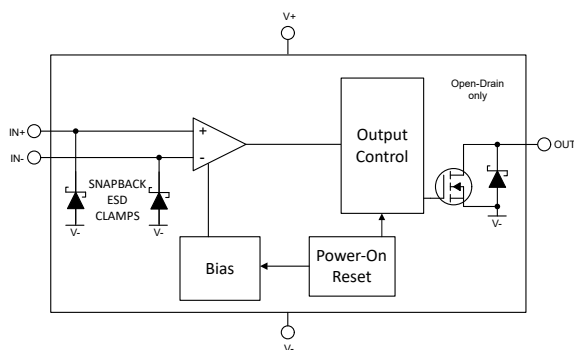 V+
Open-Drain
only
IN+
+
Output
Control
OUT
IN-
-
SNAPBACK
ESD
CLAMPS
V-
V-
V-
Bias
Power-On
Reset
V-